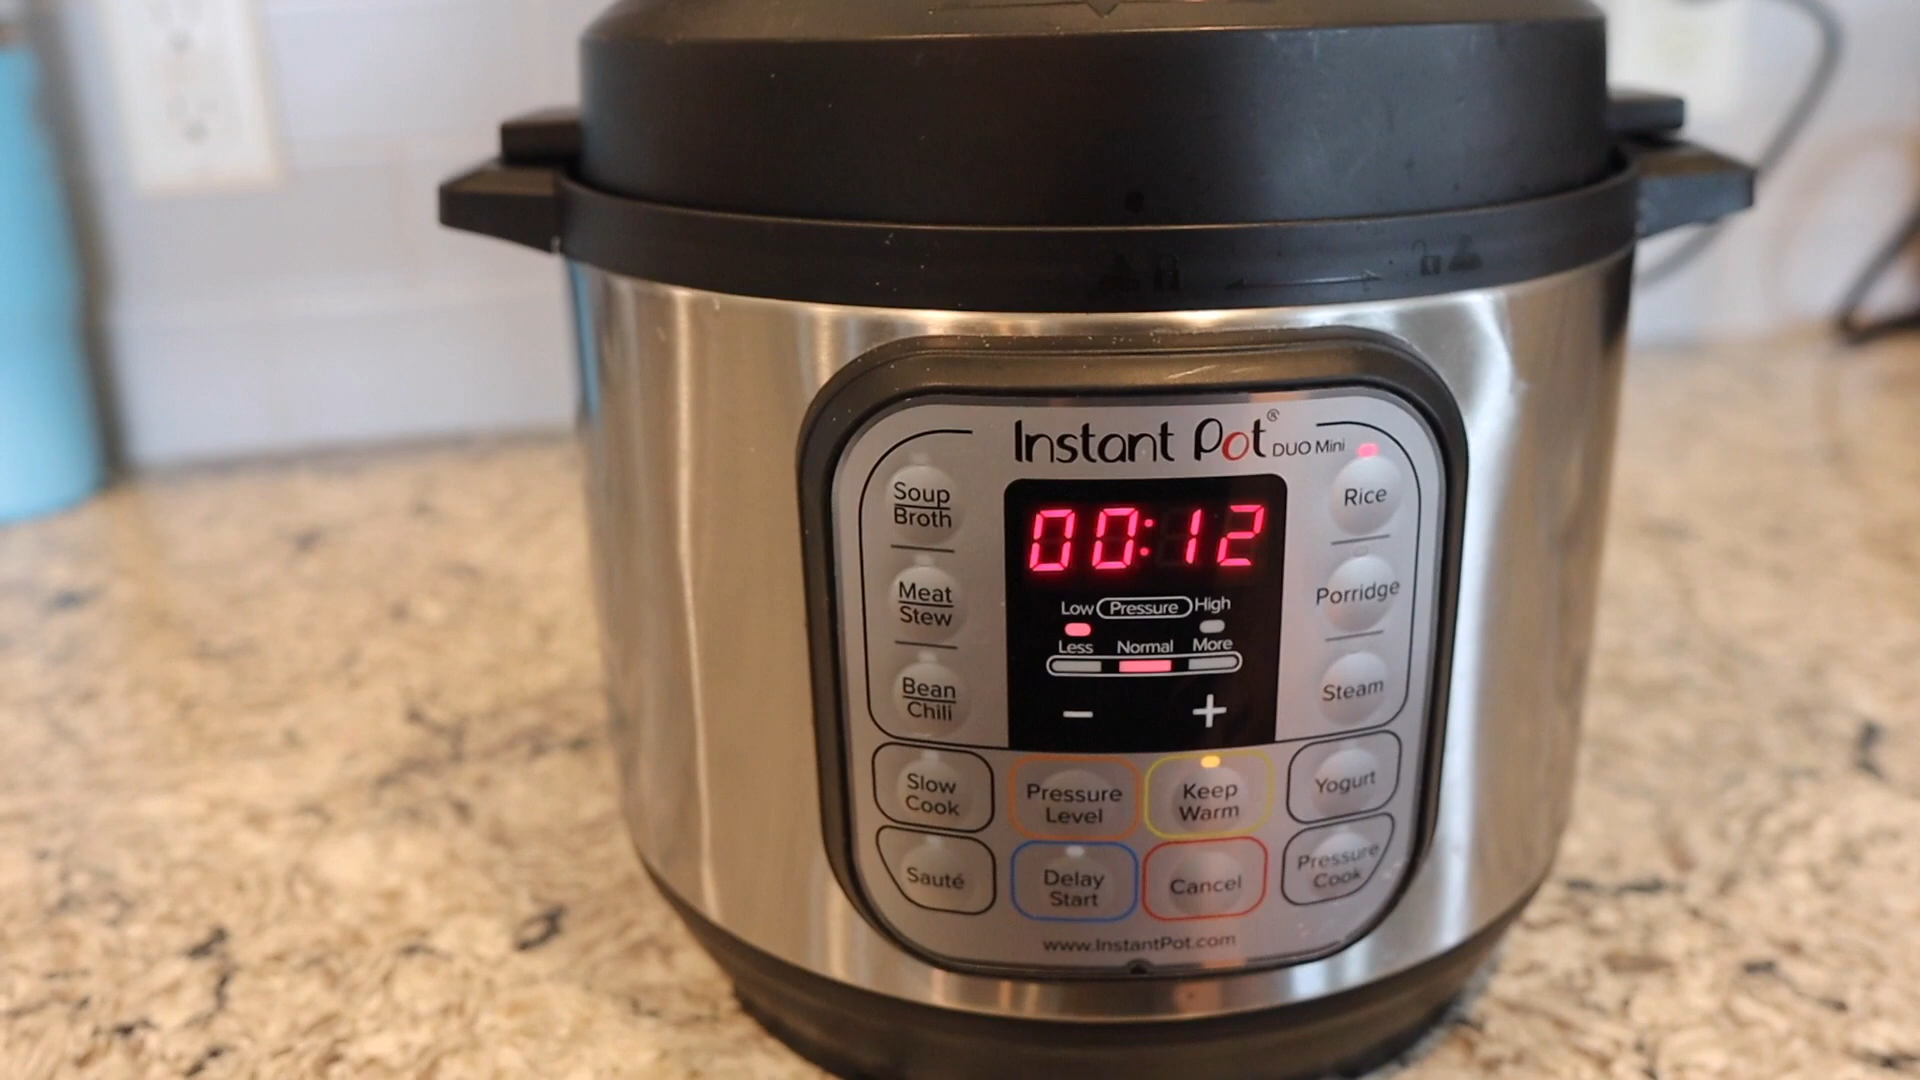 Instant Pot® DUO Mini
00:12
Low Pressure High
Less Normal More
− +
Soup
Broth
Meat
Stew
Bean
Chili
Rice
Porridge
Steam
Slow
Cook
Pressure
Level
Keep
Warm
Yogurt
Sauté
Delay
Start
Cancel
Pressure
Cook
www.InstantPot.com